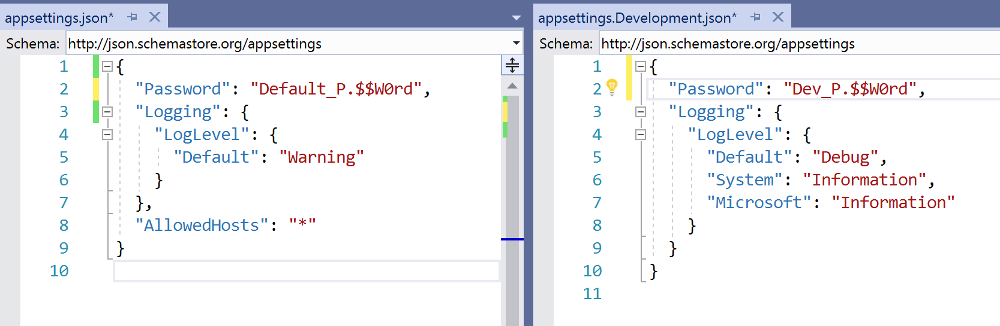 appsettings.json*
Schema: http://json.schemastore.org/appsettings
1 {
2 "Password": "Default_P.$$W0rd",
3 "Logging": {
4 "LogLevel": {
5 "Default": "Warning"
6 }
7 },
8 "AllowedHosts": "*"
9 }
10
appsettings.Development.json*
Schema: http://json.schemastore.org/appsettings
1 {
2 "Password": "Dev_P.$$W0rd",
3 "Logging": {
4 "LogLevel": {
5 "Default": "Debug",
6 "System": "Information",
7 "Microsoft": "Information"
8 }
9 }
10 }
11